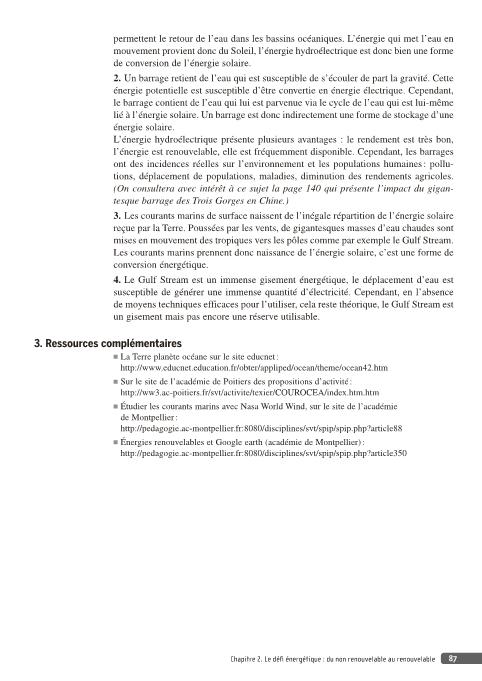 permettent le retour de l'eau dans les bassins océaniques. L'énergie qui met l'eau en
mouvement provient donc du Soleil, l'énergie hydroélectrique est donc bien une forme
de conversion de l'énergie solaire.
2. Un barrage retient de l'eau qui est susceptible de s'écouler de part la gravité. Cette
énergie potentielle est susceptible d'être convertie en énergie électrique. Cependant,
le barrage contient de l'eau qui lui est parvenue via le cycle de l'eau qui est lui-même
lié à l'énergie solaire. Un barrage est donc indirectement une forme de stockage d'une
énergie solaire.
L'énergie hydroélectrique présente plusieurs avantages : le rendement est très bon,
l'énergie est renouvelable, elle est fréquemment disponible. Cependant, les barrages
ont des incidences réelles sur l'environnement et les populations humaines : pollu-
tions, déplacement de populations, maladies, diminution des rendements agricoles.
(On consultera avec intérêt à ce sujet la page 140 qui présente l'impact du gigan-
tesque barrage des Trois Gorges en Chine.)
3. Les courants marins de surface naissent de l'inégale répartition de l'énergie solaire
reçue par la Terre. Poussées par les vents, de gigantesques masses d'eau chaudes sont
mises en mouvement des tropiques vers les pôles comme par exemple le Gulf Stream.
Les courants marins prennent donc naissance de l'énergie solaire, c'est une forme de
conversion énergétique.
4. Le Gulf Stream est un immense gisement énergétique, le déplacement d'eau est
susceptible de générer une immense quantité d'électricité. Cependant, en l'absence
de moyens techniques efficaces pour l'utiliser, cela reste théorique, le Gulf Stream est
un gisement mais pas encore une réserve utilisable.
3. Ressources complémentaires
■ La Terre planète océane sur le site educnet :
http://www.educnet.education.fr/obter/appliped/ocean/theme/ocean42.htm
■ Sur le site de l'académie de Poitiers des propositions d'activité :
http://ww3.ac-poitiers.fr/svt/activite/texier/COUROCEA/index.htm.htm
■ Étudier les courants marins avec Nasa World Wind, sur le site de l'académie
de Montpellier :
http://pedagogie.ac-montpellier.fr:8080/disciplines/svt/spip/spip.php?article88
■ Énergies renouvelables et Google earth (académie de Montpellier) :
http://pedagogie.ac-montpellier.fr:8080/disciplines/svt/spip/spip.php?article350
Chapitre 2. Le défi énergétique : du non renouvelable au renouvelable 87